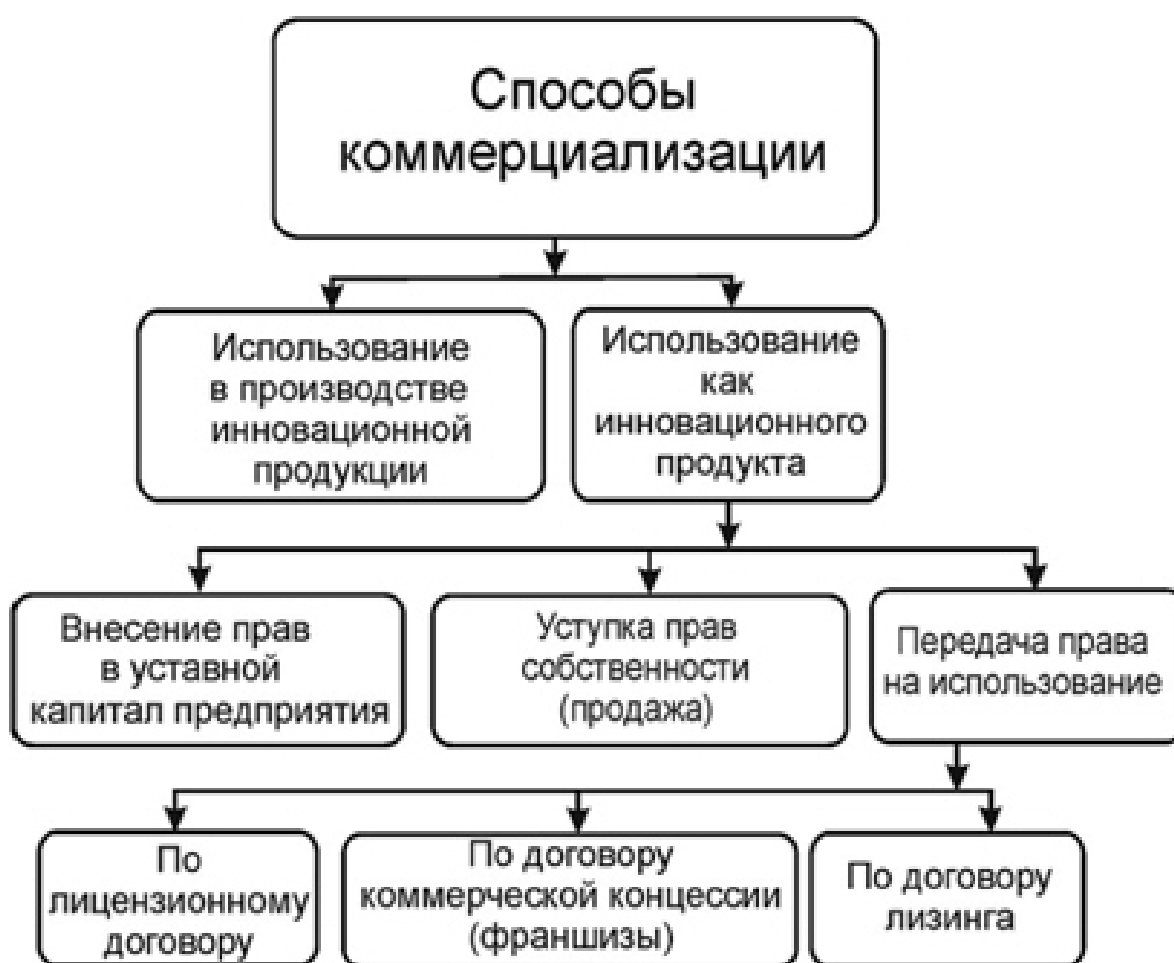 Способы
коммерциализации
Использование
в производстве
инновационной
продукции
Использование
как
инновационного
продукта
Внесение прав
в уставной
капитал предприятия
Уступка прав
собственности
(продажа)
Передача права
на использование
По
лицензионному
договору
По договору
коммерческой концессии
(франшизы)
По договору
лизинга